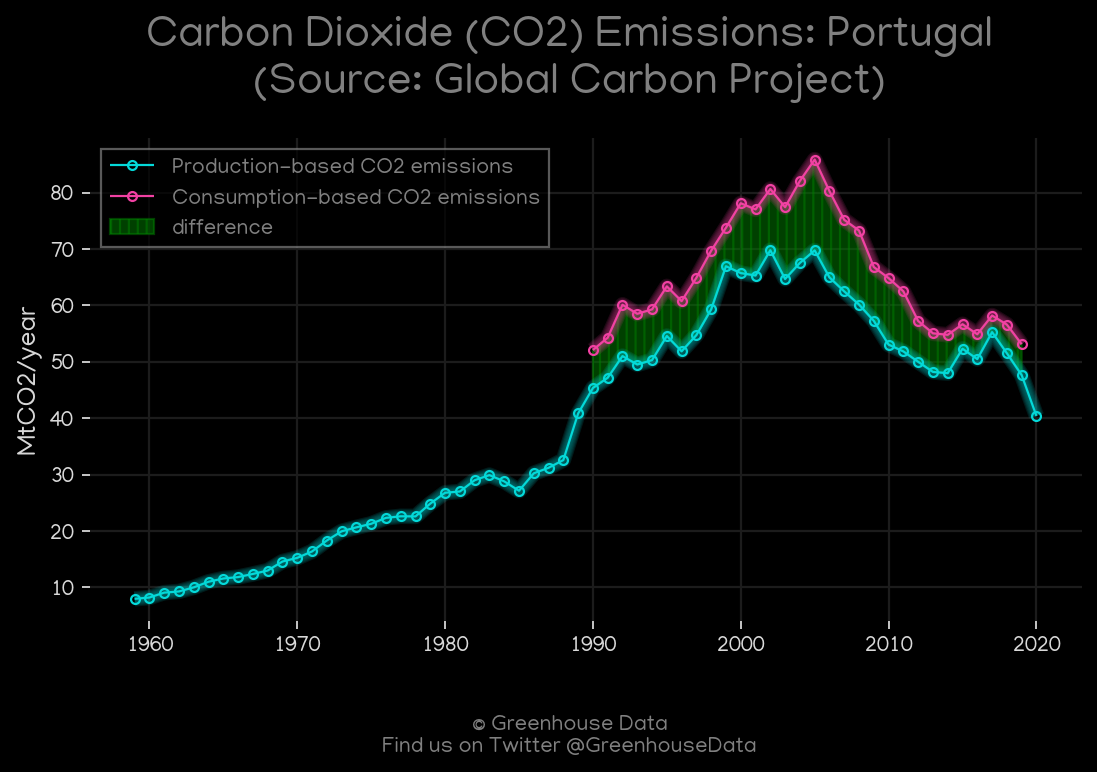 Carbon Dioxide (CO2) Emissions: Portugal
(Source: Global Carbon Project)
Production-based CO2 emissions
Consumption-based CO2 emissions
difference
MtCO2/year
80
70
60
50
40
30
20
10
1960 1970 1980 1990 2000 2010 2020
© Greenhouse Data
Find us on Twitter @GreenhouseData